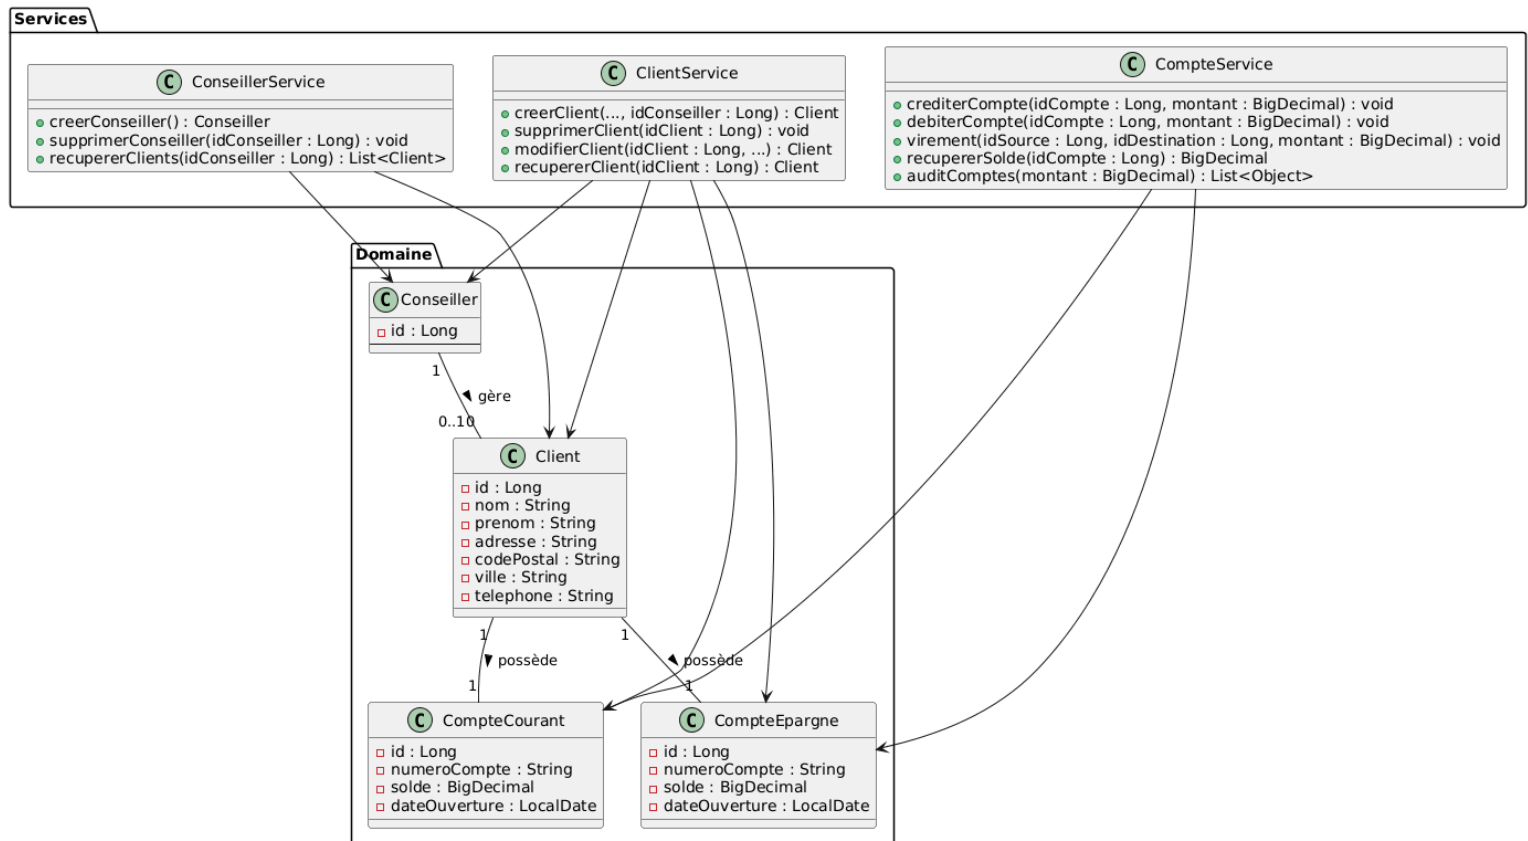 Services
C ConseillerService
creerConseiller() : Conseiller
supprimerConseiller(idConseiller : Long) : void
recupererClients(idConseiller : Long) : List<Client>
C ClientService
creerClient(..., idConseiller : Long) : Client
supprimerClient(idClient : Long) : void
modifierClient(idClient : Long, ...) : Client
recupererClient(idClient : Long) : Client
C CompteService
crediterCompte(idCompte : Long, montant : BigDecimal) : void
debiterCompte(idCompte : Long, montant : BigDecimal) : void
virement(idSource : Long, idDestination : Long, montant : BigDecimal) : void
recupererSolde(idCompte : Long) : BigDecimal
auditComptes(montant : BigDecimal) : List<Object>
Domaine
C Conseiller
id : Long
1
gère
0..10
C Client
id : Long
nom : String
prenom : String
adresse : String
codePostal : String
ville : String
telephone : String
1
possède
1
1
possède
1
C CompteCourant
id : Long
numeroCompte : String
solde : BigDecimal
dateOuverture : LocalDate
C CompteEpargne
id : Long
numeroCompte : String
solde : BigDecimal
dateOuverture : LocalDate